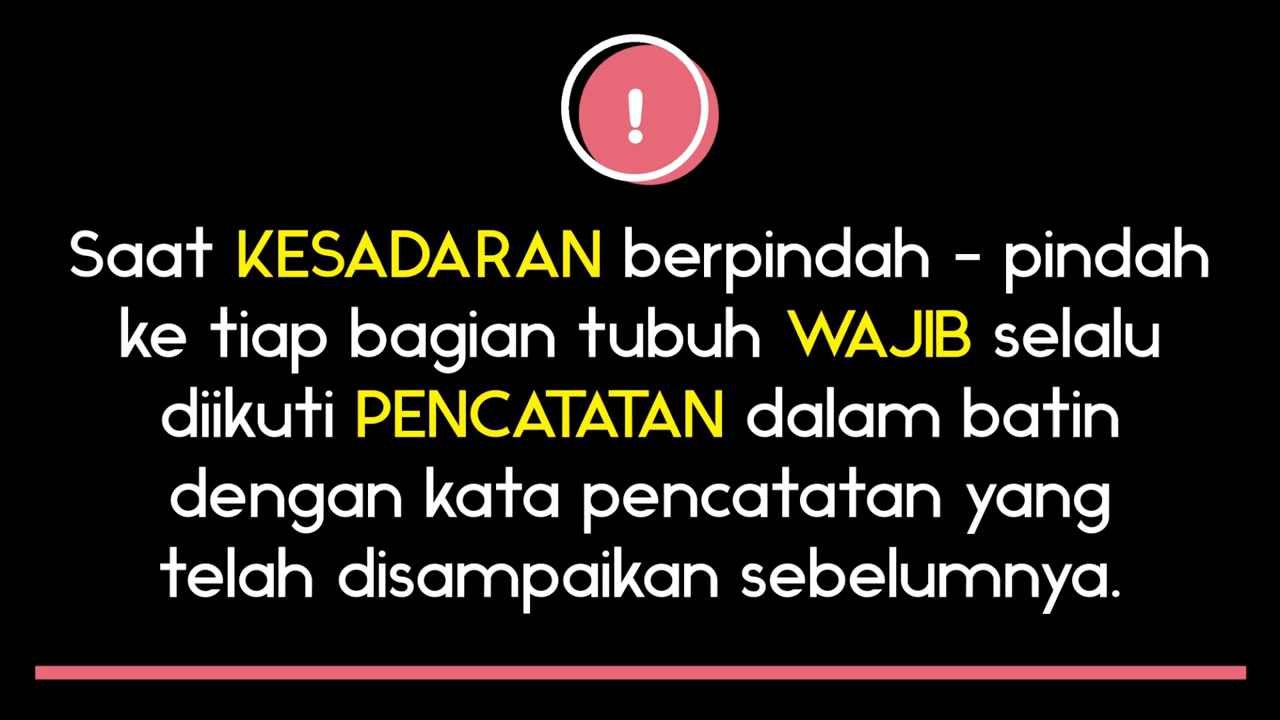 !
Saat KESADARAN berpindah - pindah
ke tiap bagian tubuh WAJIB selalu
diikuti PENCATATAN dalam batin
dengan kata pencatatan yang
telah disampaikan sebelumnya.